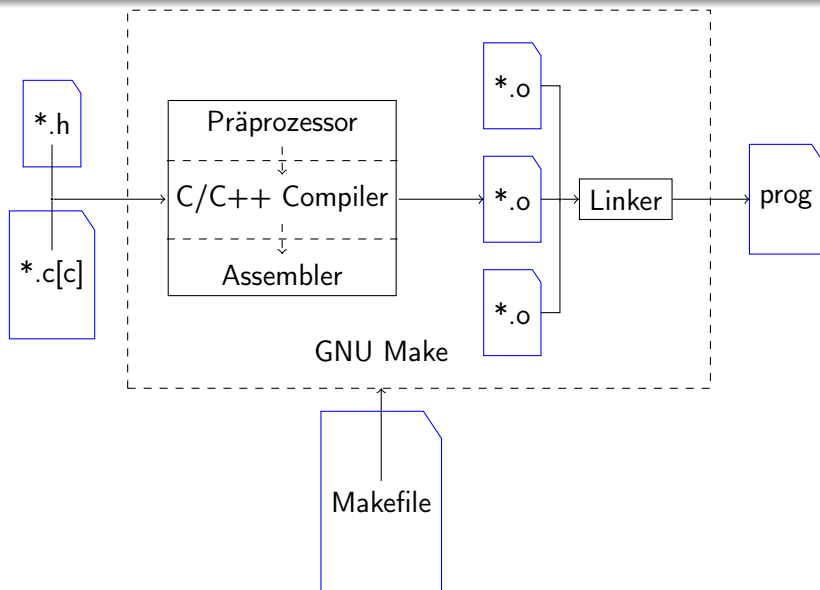 *.h
*.c[c]
Präprozessor
C/C++ Compiler
Assembler
*.o
*.o
*.o
Linker
prog
GNU Make
Makefile